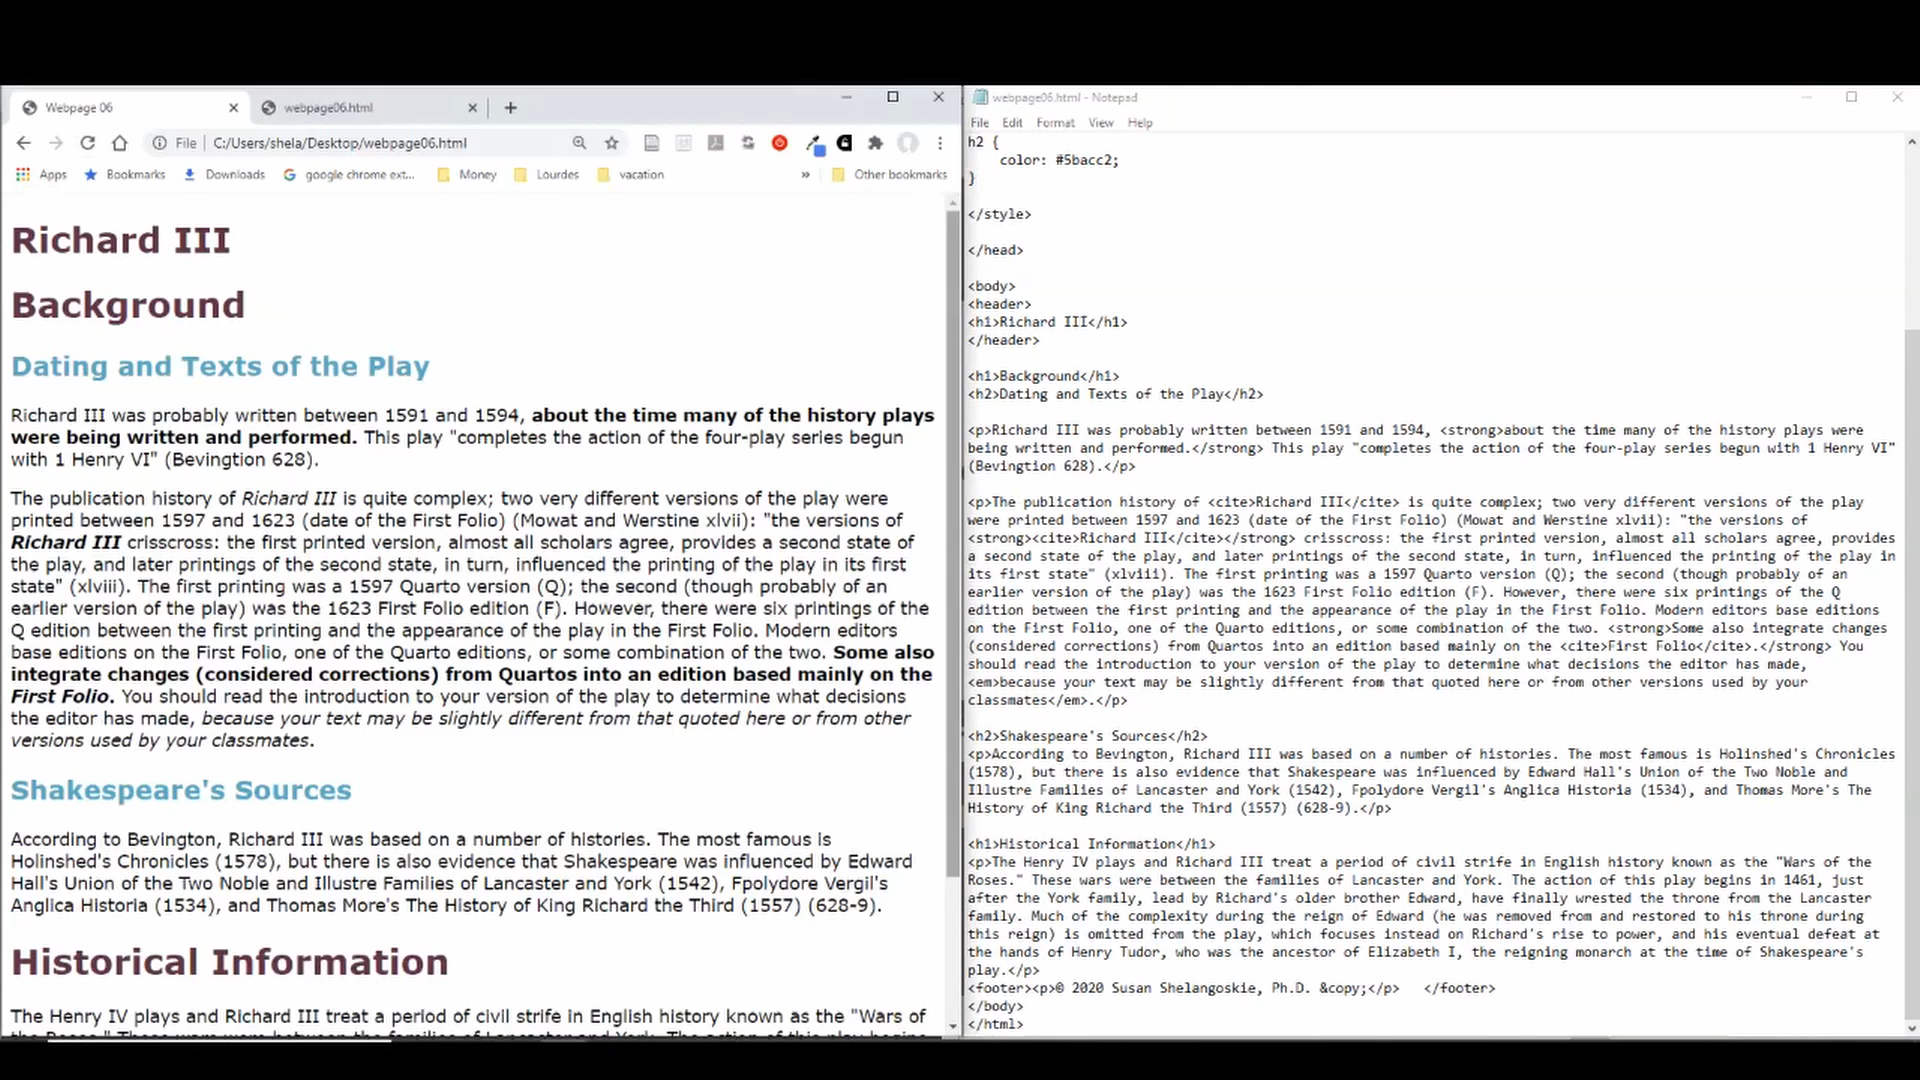 Webpage 06
webpage06.html
File C:/Users/shela/Desktop/webpage06.html
Apps Bookmarks Downloads google chrome ext... Money Lourdes vacation » Other bookmarks
Richard III
Background
Dating and Texts of the Play
Richard III was probably written between 1591 and 1594, about the time many of the history plays
were being written and performed. This play "completes the action of the four-play series begun
with 1 Henry VI" (Bevingtion 628).
The publication history of Richard III is quite complex; two very different versions of the play were
printed between 1597 and 1623 (date of the First Folio) (Mowat and Werstine xlvii): "the versions of
Richard III crisscross: the first printed version, almost all scholars agree, provides a second state of
the play, and later printings of the second state, in turn, influenced the printing of the play in its first
state" (xlviii). The first printing was a 1597 Quarto version (Q); the second (though probably of an
earlier version of the play) was the 1623 First Folio edition (F). However, there were six printings of the
Q edition between the first printing and the appearance of the play in the First Folio. Modern editors
base editions on the First Folio, one of the Quarto editions, or some combination of the two. Some also
integrate changes (considered corrections) from Quartos into an edition based mainly on the
First Folio. You should read the introduction to your version of the play to determine what decisions
the editor has made, because your text may be slightly different from that quoted here or from other
versions used by your classmates.
Shakespeare's Sources
According to Bevington, Richard III was based on a number of histories. The most famous is
Holinshed's Chronicles (1578), but there is also evidence that Shakespeare was influenced by Edward
Hall's Union of the Two Noble and Illustre Families of Lancaster and York (1542), Fpolydore Vergil's
Anglica Historia (1534), and Thomas More's The History of King Richard the Third (1557) (628-9).
Historical Information
The Henry IV plays and Richard III treat a period of civil strife in English history known as the "Wars of
the Roses." These wars were between the families of Lancaster and York. The action of this play begins
webpage06.html - Notepad
File Edit Format View Help
h2 {
color: #5bacc2;
}
</style>
</head>
<body>
<header>
<h1>Richard III</h1>
</header>
<h1>Background</h1>
<h2>Dating and Texts of the Play</h2>
<p>Richard III was probably written between 1591 and 1594, <strong>about the time many of the history plays were
being written and performed.</strong> This play "completes the action of the four-play series begun with 1 Henry VI"
(Bevingtion 628).</p>
<p>The publication history of <cite>Richard III</cite> is quite complex; two very different versions of the play
were printed between 1597 and 1623 (date of the First Folio) (Mowat and Werstine xlvii): "the versions of
<strong><cite>Richard III</cite></strong> crisscross: the first printed version, almost all scholars agree, provides
a second state of the play, and later printings of the second state, in turn, influenced the printing of the play in
its first state" (xlviii). The first printing was a 1597 Quarto version (Q); the second (though probably of an
earlier version of the play) was the 1623 First Folio edition (F). However, there were six printings of the Q
edition between the first printing and the appearance of the play in the First Folio. Modern editors base editions
on the First Folio, one of the Quarto editions, or some combination of the two. <strong>Some also integrate changes
(considered corrections) from Quartos into an edition based mainly on the <cite>First Folio</cite>.</strong> You
should read the introduction to your version of the play to determine what decisions the editor has made,
<em>because your text may be slightly different from that quoted here or from other versions used by your
classmates</em>.</p>
<h2>Shakespeare's Sources</h2>
<p>According to Bevington, Richard III was based on a number of histories. The most famous is Holinshed's Chronicles
(1578), but there is also evidence that Shakespeare was influenced by Edward Hall's Union of the Two Noble and
Illustre Families of Lancaster and York (1542), Fpolydore Vergil's Anglica Historia (1534), and Thomas More's The
History of King Richard the Third (1557) (628-9).</p>
<h1>Historical Information</h1>
<p>The Henry IV plays and Richard III treat a period of civil strife in English history known as the "Wars of the
Roses." These wars were between the families of Lancaster and York. The action of this play begins in 1461, just
after the York family, lead by Richard's older brother Edward, have finally wrested the throne from the Lancaster
family. Much of the complexity during the reign of Edward (he was removed from and restored to his throne during
this reign) is omitted from the play, which focuses instead on Richard's rise to power, and his eventual defeat at
the hands of Henry Tudor, who was the ancestor of Elizabeth I, the reigning monarch at the time of Shakespeare's
play.</p>
<footer><p>© 2020 Susan Shelangoskie, Ph.D. &copy;</p> </footer>
</body>
</html>